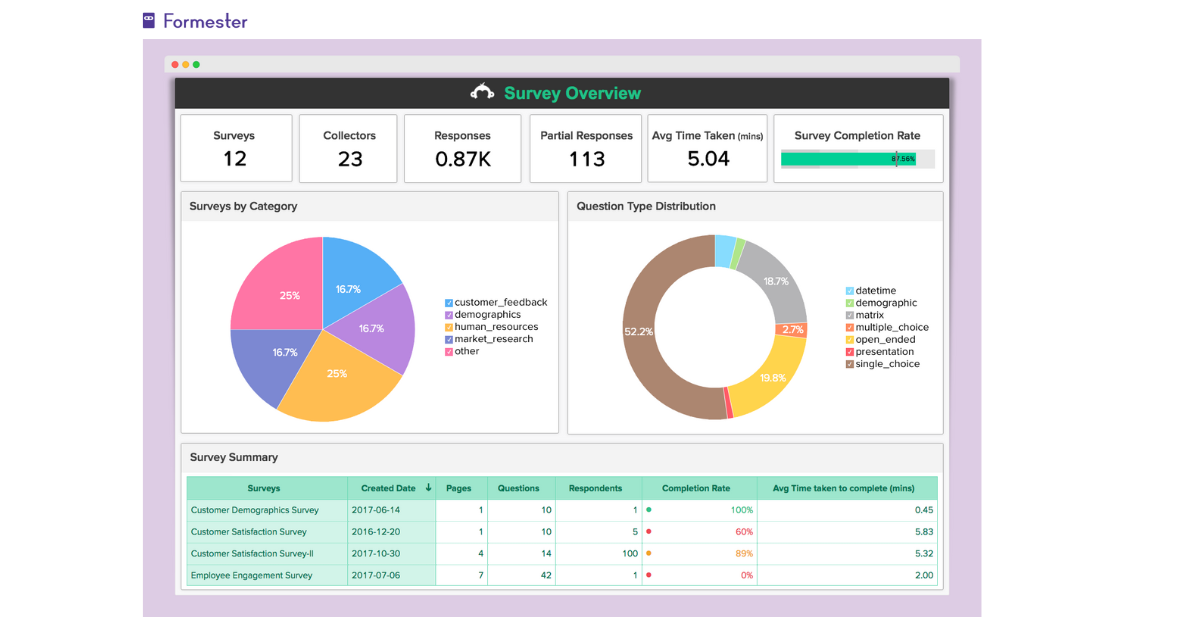 Formester
Survey Overview
Surveys
12
Collectors
23
Responses
0.87K
Partial Responses
113
Avg Time Taken (mins)
5.04
Survey Completion Rate
87.56%
Surveys by Category
16.7%
16.7%
25%
16.7%
25%
customer_feedback
demographics
human_resources
market_research
other
Question Type Distribution
18.7%
2.7%
19.8%
52.2%
datetime
demographic
matrix
multiple_choice
open_ended
presentation
single_choice
Survey Summary
Surveys Created Date ↓ Pages Questions Respondents Completion Rate Avg Time taken to complete (mins)
Customer Demographics Survey 2017-06-14 1 10 1 100% 0.45
Customer Satisfaction Survey 2016-12-20 1 10 5 60% 5.83
Customer Satisfaction Survey-II 2017-10-30 4 14 100 89% 5.32
Employee Engagement Survey 2017-07-06 7 42 1 0% 2.00